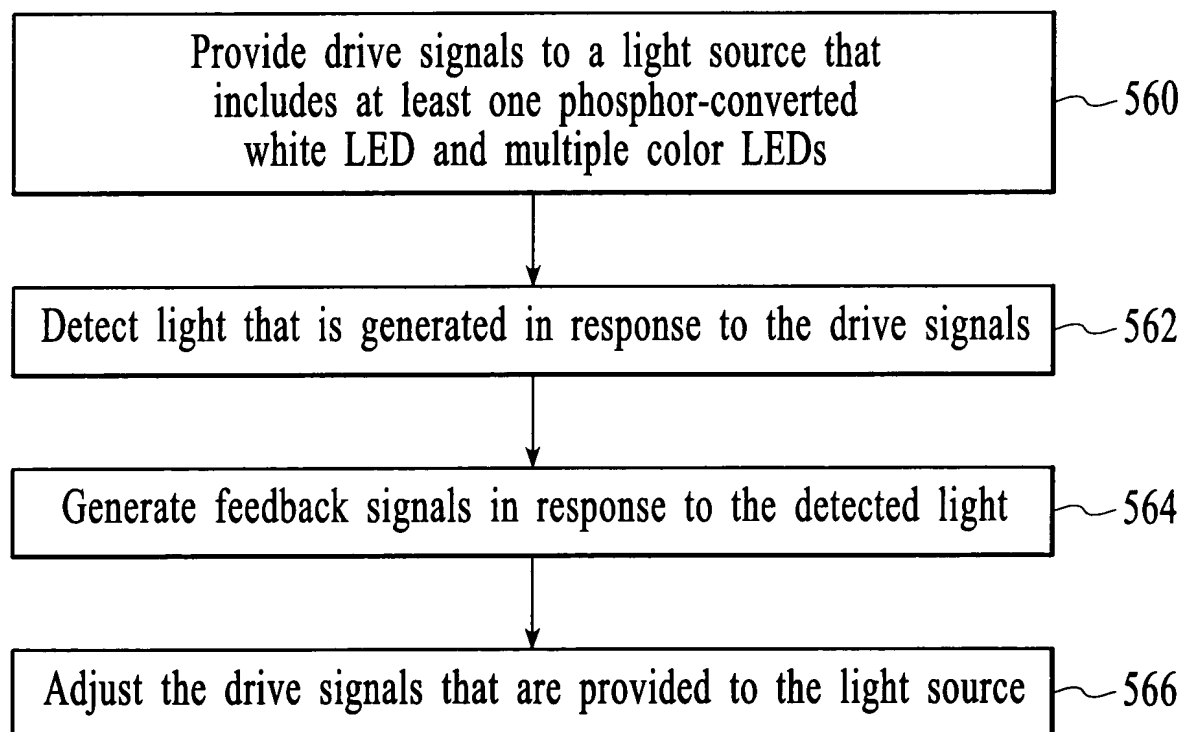 Provide drive signals to a light source that
includes at least one phosphor-converted
white LED and multiple color LEDs
560
Detect light that is generated in response to the drive signals
562
Generate feedback signals in response to the detected light
564
Adjust the drive signals that are provided to the light source
566